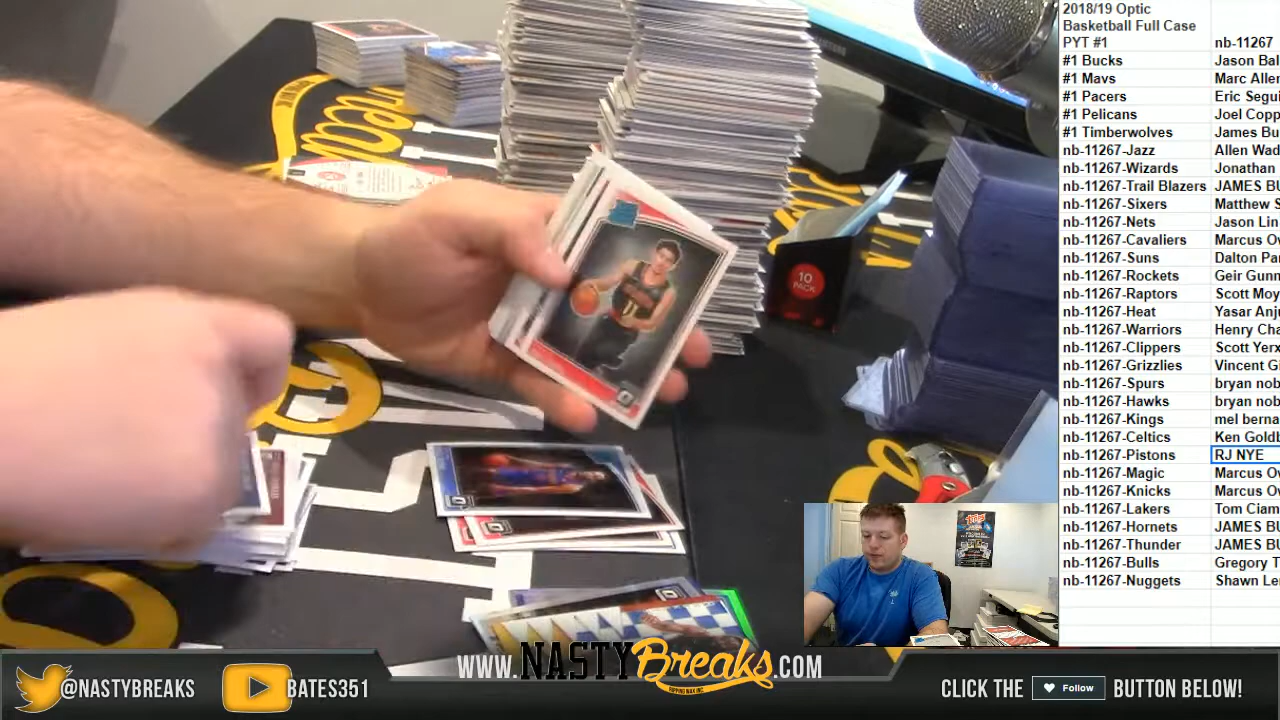 2018/19 Optic
Basketball Full Case
PYT #1 nb-11267
#1 Bucks Jason Bal
#1 Mavs Marc Alle
#1 Pacers Eric Segui
#1 Pelicans Joel Copp
#1 Timberwolves James Bu
nb-11267-Jazz Allen Wad
nb-11267-Wizards Jonathan
nb-11267-Trail Blazers JAMES BU
nb-11267-Sixers Matthew S
nb-11267-Nets Jason Lin
nb-11267-Cavaliers Marcus Ov
nb-11267-Suns Dalton Par
nb-11267-Rockets Geir Gunn
nb-11267-Raptors Scott Moy
nb-11267-Heat Yasar Anj
nb-11267-Warriors Henry Cha
nb-11267-Clippers Scott Yerx
nb-11267-Grizzlies Vincent Gi
nb-11267-Spurs bryan nob
nb-11267-Hawks bryan nob
nb-11267-Kings mel berna
nb-11267-Celtics Ken Goldb
nb-11267-Pistons RJ NYE
nb-11267-Magic Marcus Ov
nb-11267-Knicks Marcus Ov
nb-11267-Lakers Tom Ciam
nb-11267-Hornets JAMES BU
nb-11267-Thunder JAMES BU
nb-11267-Bulls Gregory T
nb-11267-Nuggets Shawn Le
10
PACK
@NASTYBREAKS
BATES351
WWW.NASTYBreaks.COM
RIPPING WAX INC.
CLICK THE Follow BUTTON BELOW!